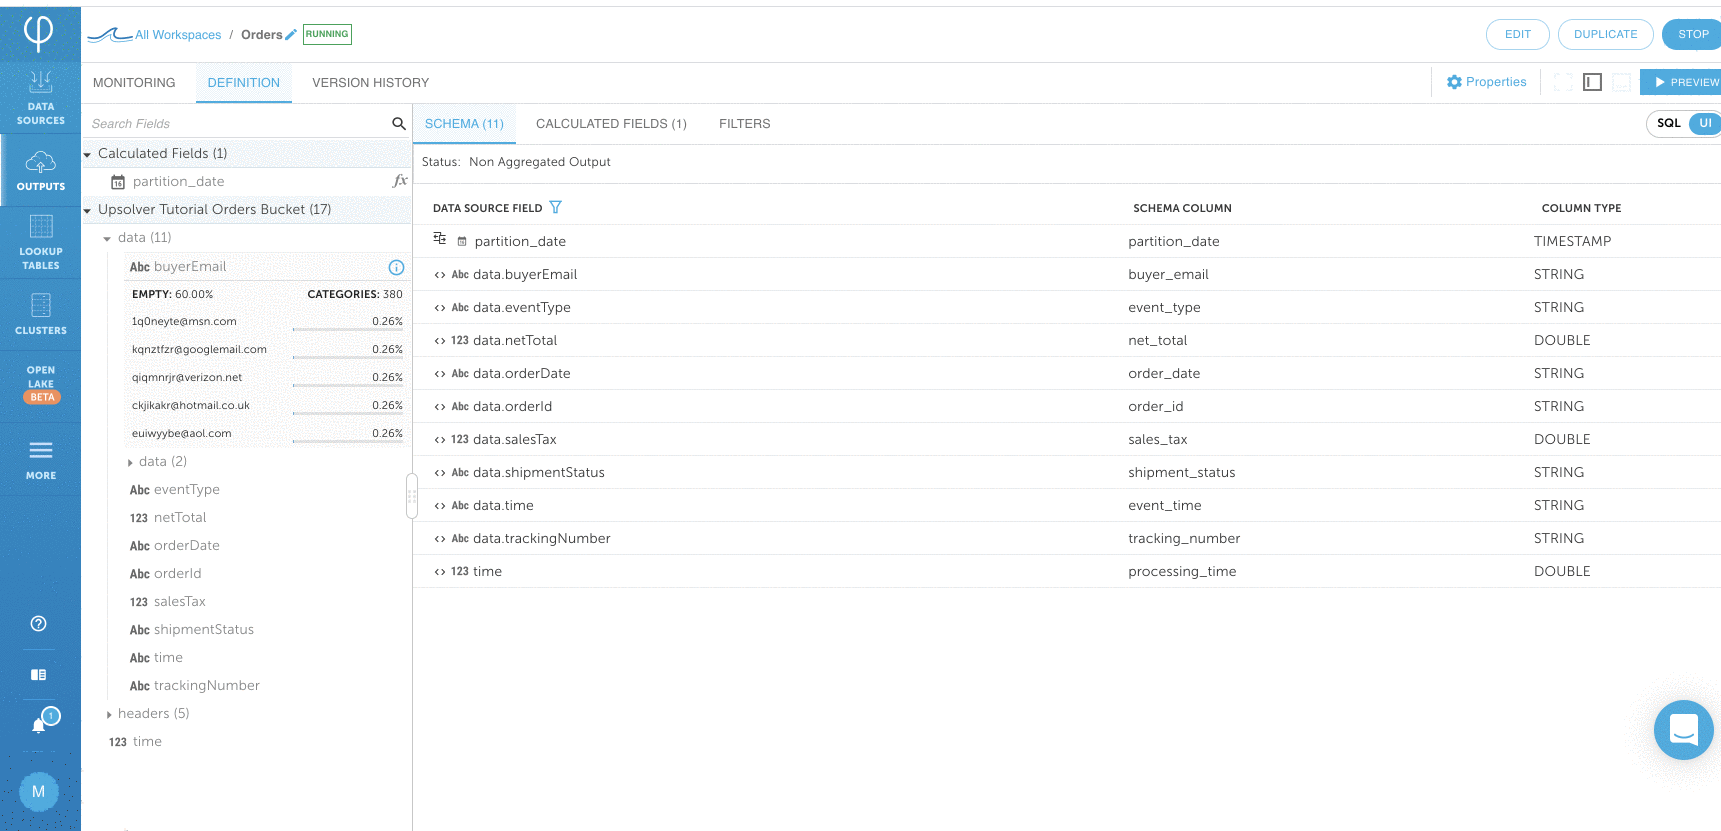 All Workspaces / Orders RUNNING
EDIT DUPLICATE STOP
MONITORING DEFINITION VERSION HISTORY
Properties PREVIEW
DATA SOURCES
OUTPUTS
LOOKUP TABLES
CLUSTERS
OPEN LAKE
BETA
MORE
1
M
Search Fields
Calculated Fields (1)
16 partition_date fx
Upsolver Tutorial Orders Bucket (17)
data (11)
Abc buyerEmail
EMPTY: 60.00% CATEGORIES: 380
1q0neyte@msn.com 0.26%
kqnztfzr@googlemail.com 0.26%
qiqmnrjr@verizon.net 0.26%
ckjikakr@hotmail.co.uk 0.26%
euiwyybe@aol.com 0.26%
data (2)
Abc eventType
123 netTotal
Abc orderDate
Abc orderId
123 salesTax
Abc shipmentStatus
Abc time
Abc trackingNumber
headers (5)
123 time
SCHEMA (11) CALCULATED FIELDS (1) FILTERS
SQL UI
Status: Non Aggregated Output
DATA SOURCE FIELD SCHEMA COLUMN COLUMN TYPE
partition_date partition_date TIMESTAMP
<> Abc data.buyerEmail buyer_email STRING
<> Abc data.eventType event_type STRING
<> 123 data.netTotal net_total DOUBLE
<> Abc data.orderDate order_date STRING
<> Abc data.orderId order_id STRING
<> 123 data.salesTax sales_tax DOUBLE
<> Abc data.shipmentStatus shipment_status STRING
<> Abc data.time event_time STRING
<> Abc data.trackingNumber tracking_number STRING
<> 123 time processing_time DOUBLE